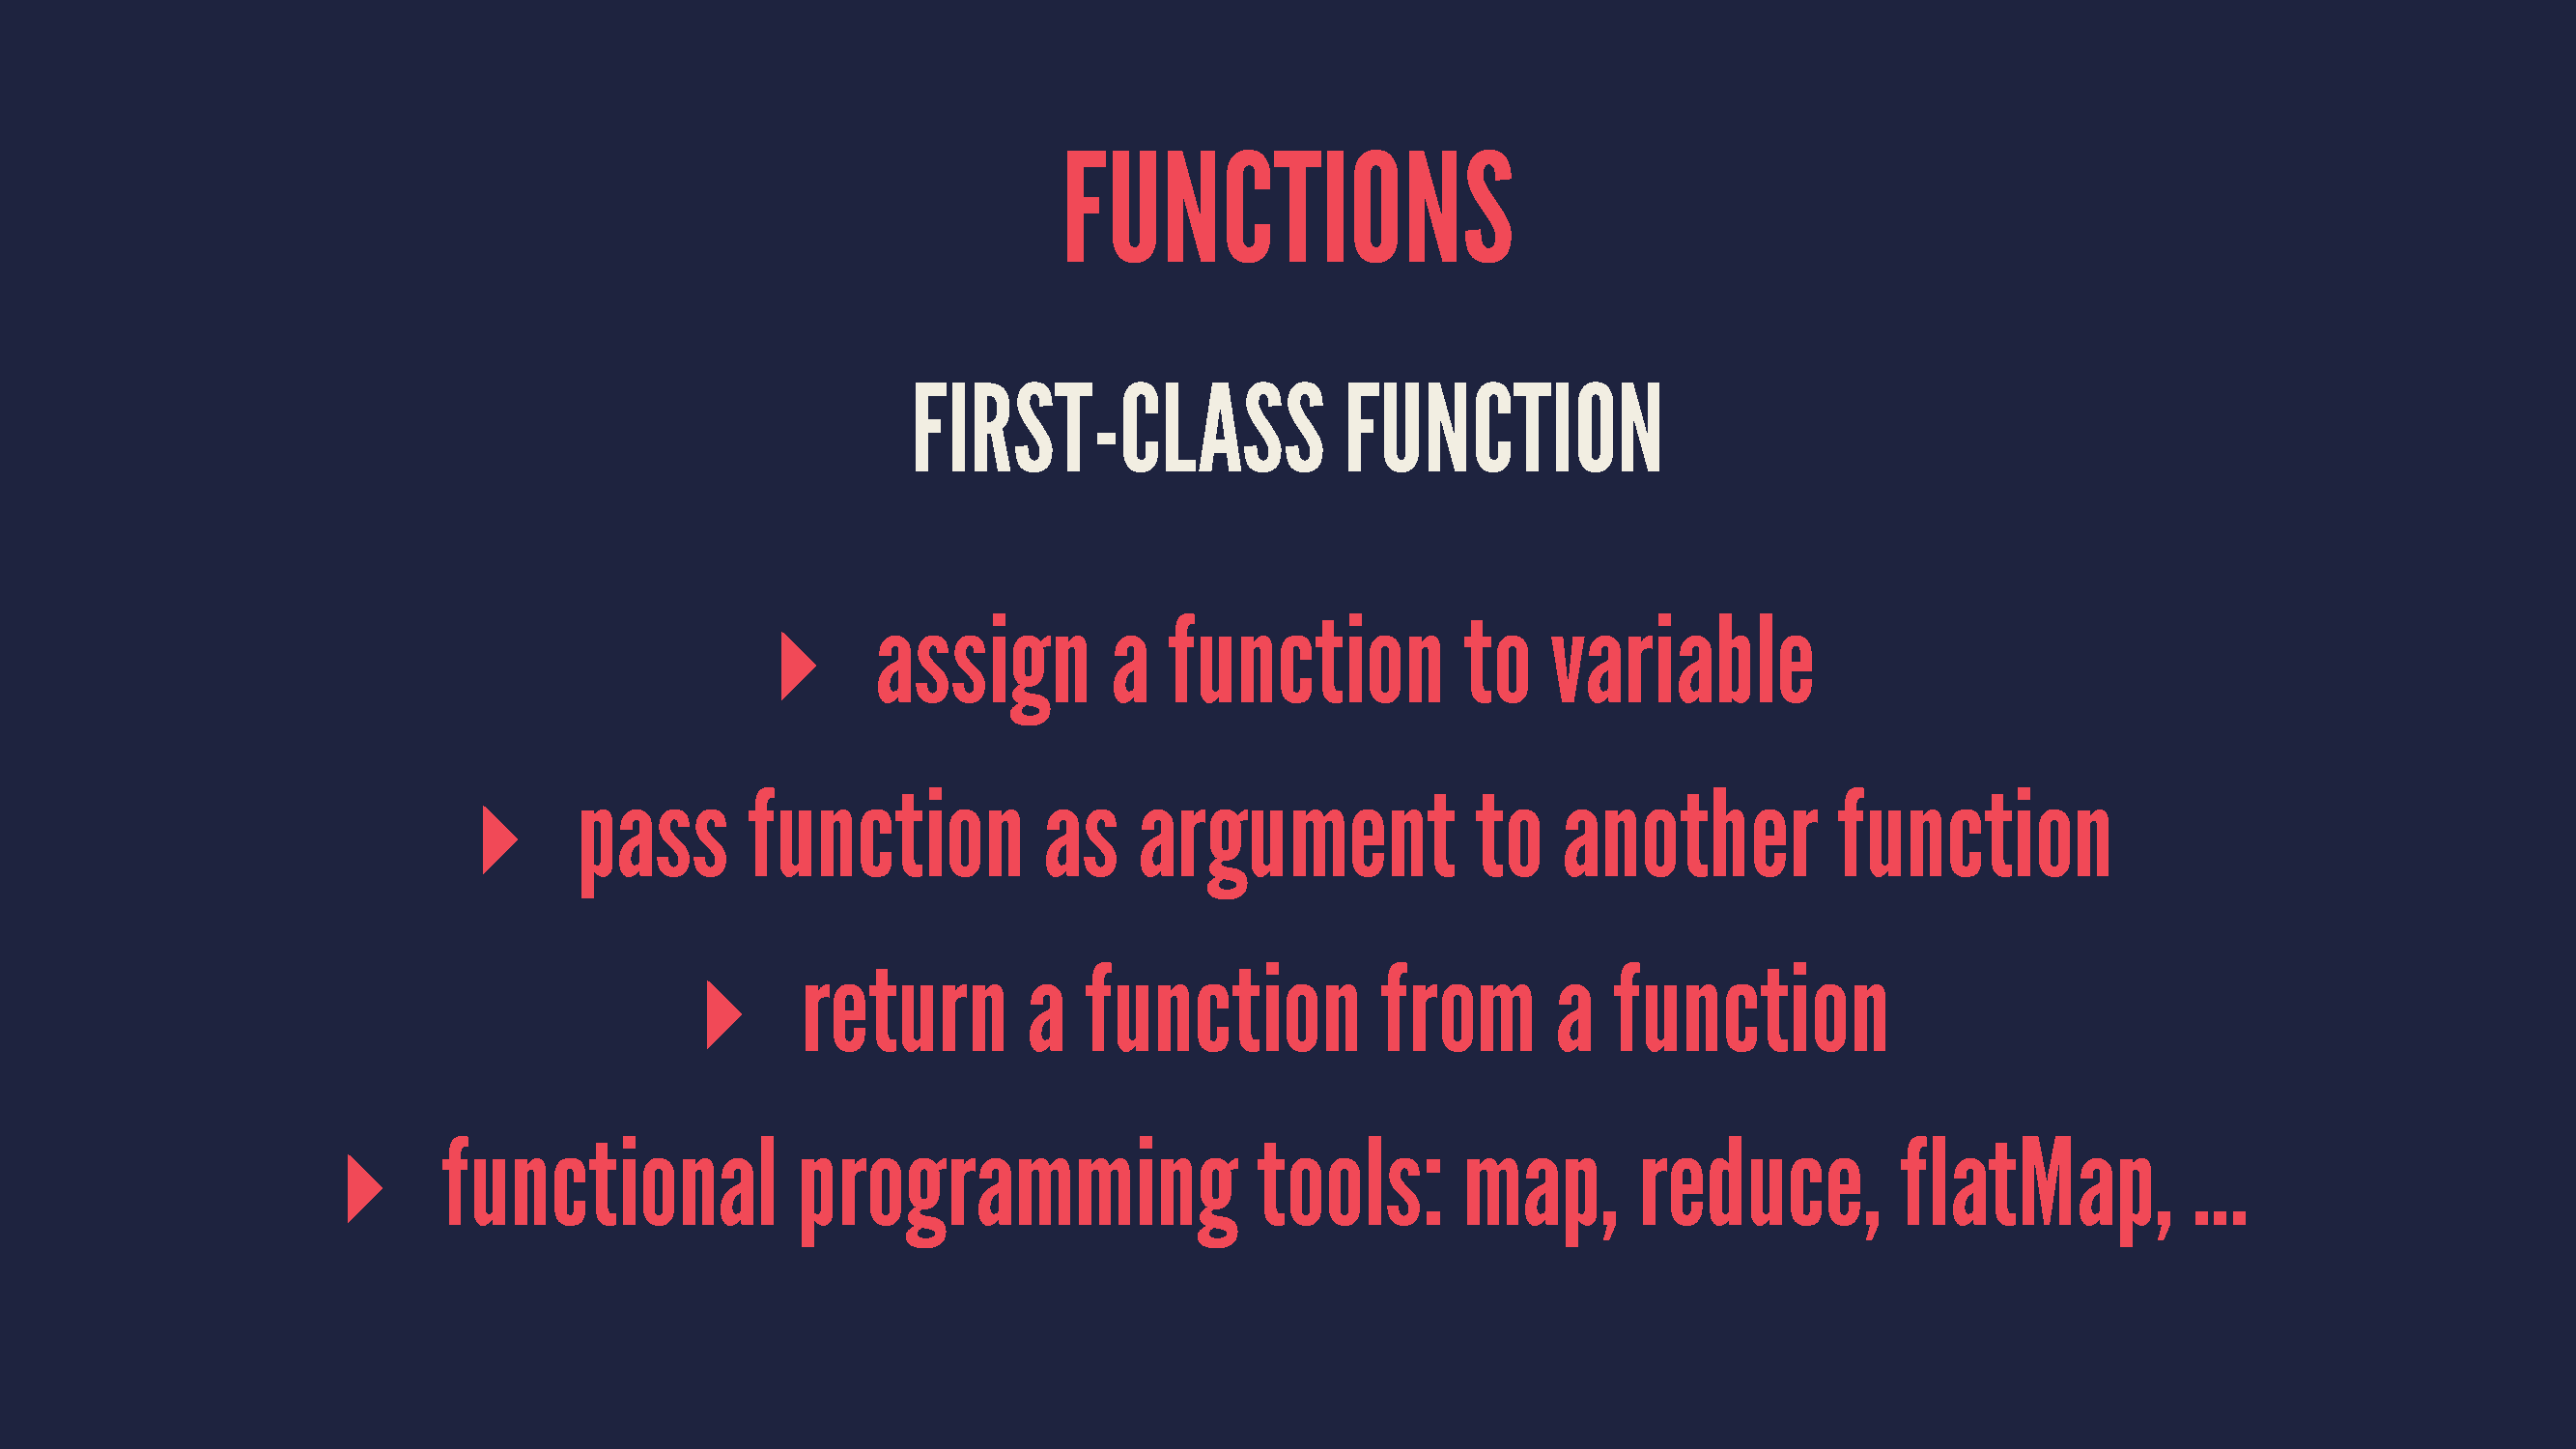 FUNCTIONS
FIRST-CLASS FUNCTION
▸ assign a function to variable
▸ pass function as argument to another function
▸ return a function from a function
▸ functional programming tools: map, reduce, flatMap, ...